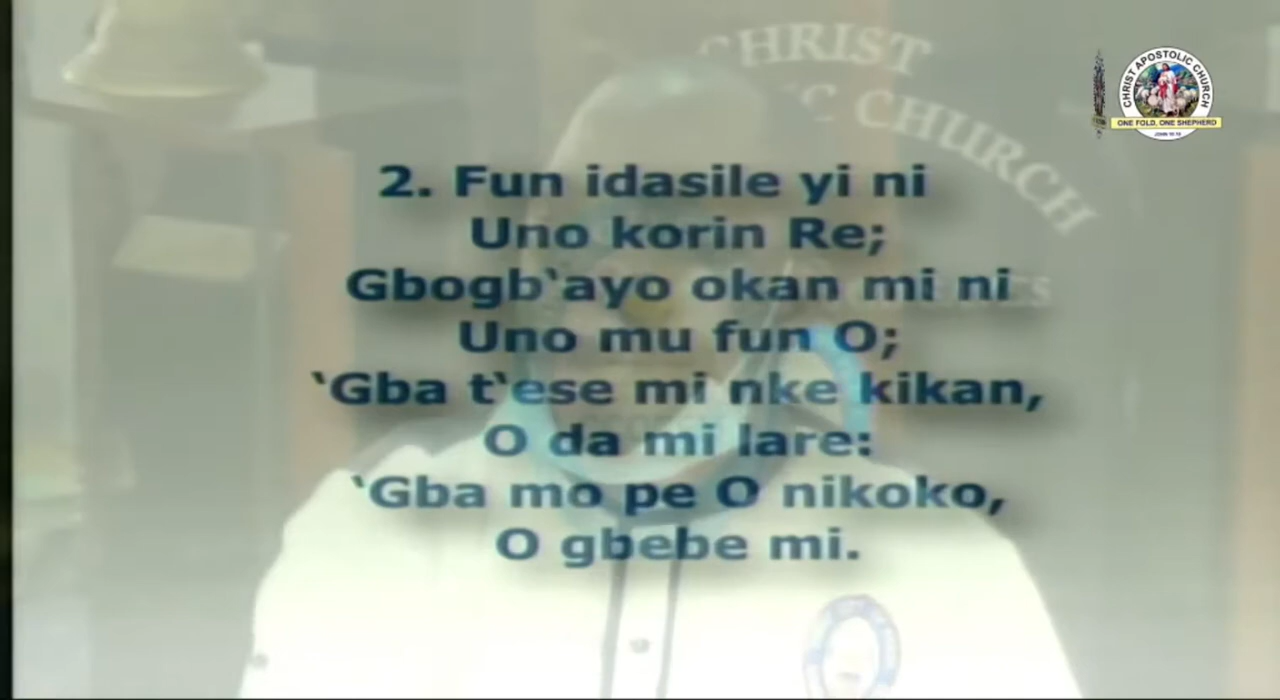 CHRIST
C CHURCH
CHRIST APOSTOLIC CHURCH
ONE FOLD, ONE SHEPHERD
2. Fun idasile yi ni
Uno korin Re;
Gbogb‛ayo okan mi ni
Uno mu fun O;
‛Gba t‛ese mi nke kikan,
O da mi lare:
‛Gba mo pe O nikoko,
O gbebe mi.